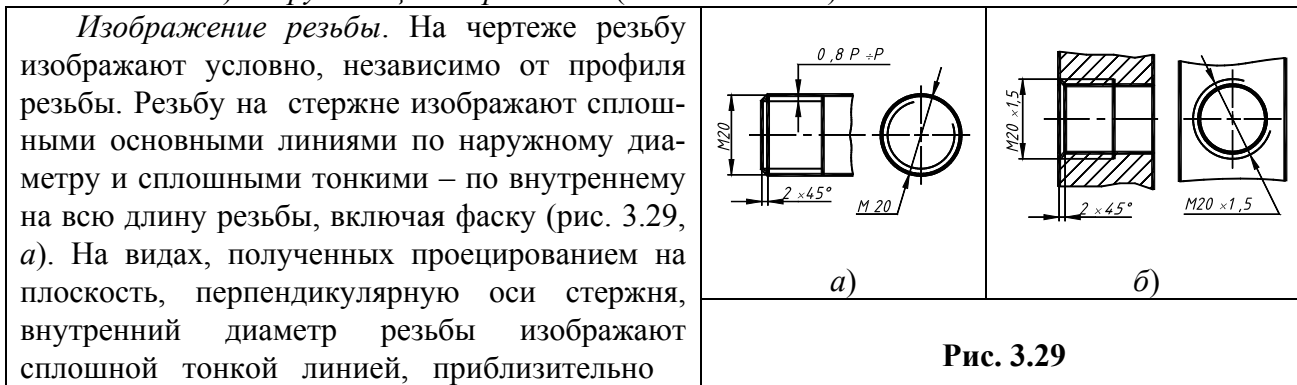 Изображение резьбы. На чертеже резьбу
изображают условно, независимо от профиля
резьбы. Резьбу на стержне изображают сплош-
ными основными линиями по наружному диа-
метру и сплошными тонкими – по внутреннему
на всю длину резьбы, включая фаску (рис. 3.29,
а). На видах, полученных проецированием на
плоскость, перпендикулярную оси стержня,
внутренний диаметр резьбы изображают
сплошной тонкой линией, приблизительно
0,8 P ÷P
M20
2 ×45°
M 20
а)
M20 ×1,5
2 ×45°
M20 ×1,5
б)
Рис. 3.29